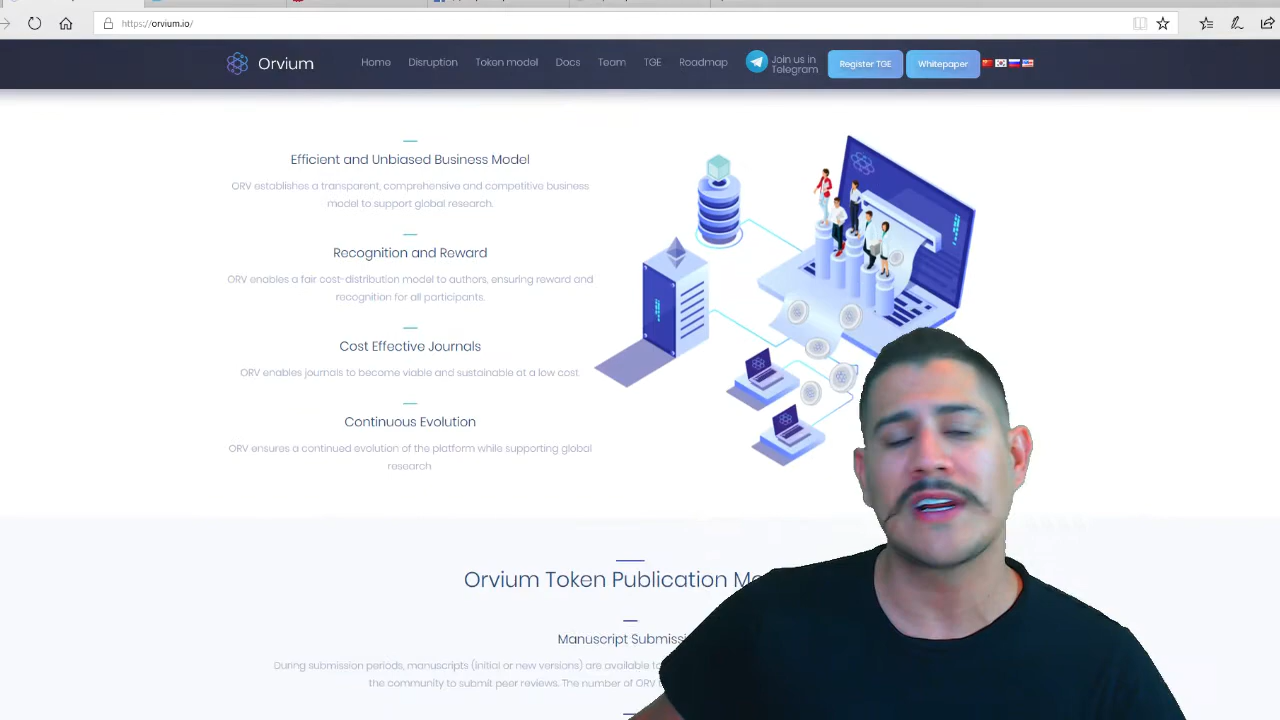 https://orvium.io/
Orvium
Home
Disruption
Token model
Docs
Team
TGE
Roadmap
Join us in
Telegram
Register TGE
Whitepaper
Efficient and Unbiased Business Model
ORV establishes a transparent, comprehensive and competitive business
model to support global research.
Recognition and Reward
ORV enables a fair cost-distribution model to authors, ensuring reward and
recognition for all participants.
Cost Effective Journals
ORV enables journals to become viable and sustainable at a low cost.
Continuous Evolution
ORV ensures a continued evolution of the platform while supporting global
research.
Orvium Token Publication
Manuscript
During submission periods, manuscripts (initial or new versions) are available
the community to submit peer reviews. The number of ORV